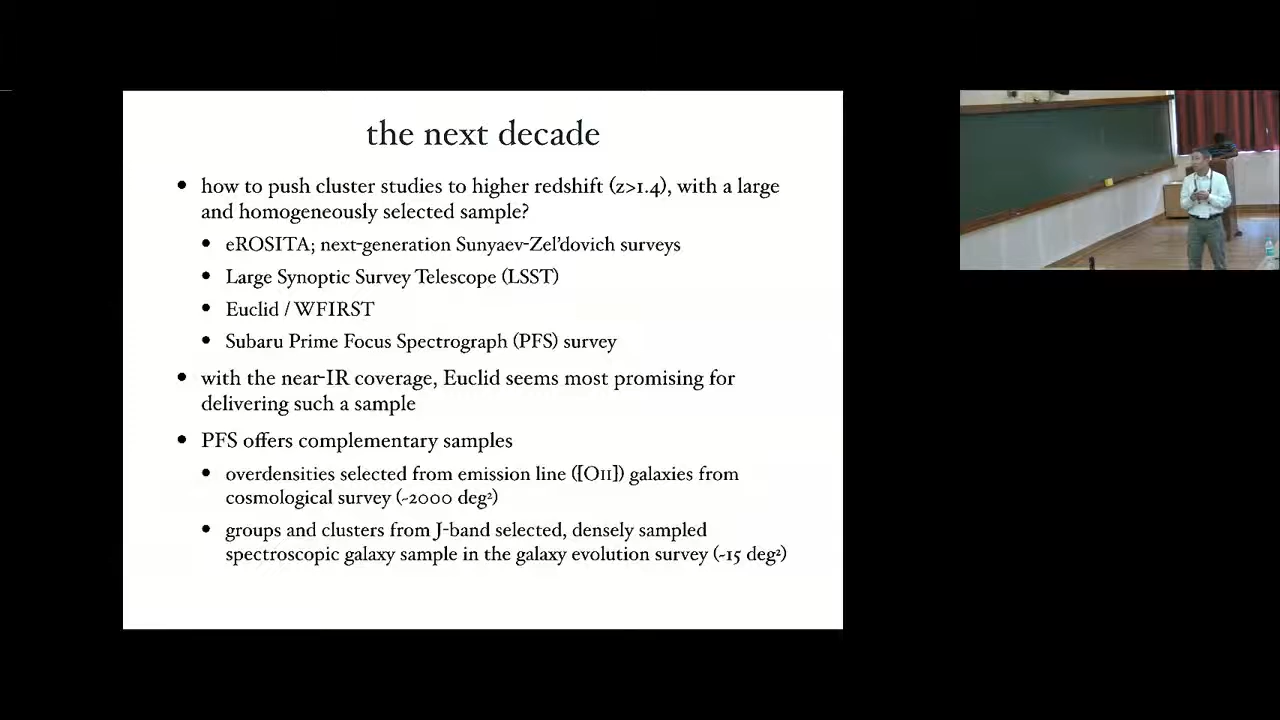 the next decade
• how to push cluster studies to higher redshift (z>1.4), with a large
and homogeneously selected sample?
• eROSITA; next-generation Sunyaev-Zel'dovich surveys
• Large Synoptic Survey Telescope (LSST)
• Euclid / WFIRST
• Subaru Prime Focus Spectrograph (PFS) survey
• with the near-IR coverage, Euclid seems most promising for
delivering such a sample
• PFS offers complementary samples
• overdensities selected from emission line ([OII]) galaxies from
cosmological survey (~2000 deg²)
• groups and clusters from J-band selected, densely sampled
spectroscopic galaxy sample in the galaxy evolution survey (~15 deg²)